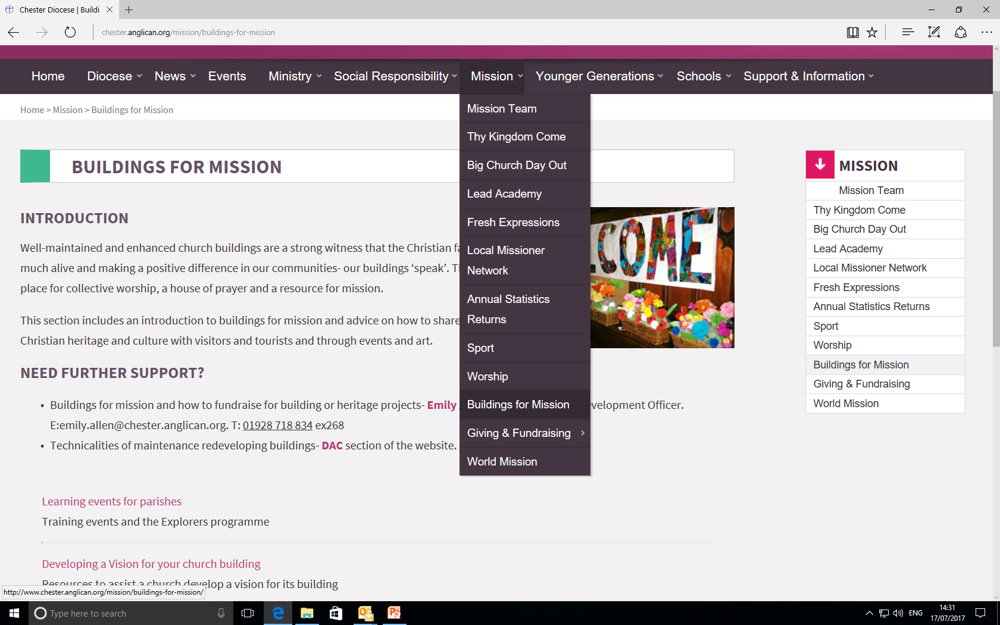 Chester Diocese | Buildi
chester.anglican.org/mission/buildings-for-mission
Home Diocese News Events Ministry Social Responsibility Mission Younger Generations Schools Support & Information
Home > Mission > Buildings for Mission
Mission Team
Thy Kingdom Come
Big Church Day Out
Lead Academy
Fresh Expressions
Local Missioner
Network
Annual Statistics
Returns
Sport
Worship
Buildings for Mission
Giving & Fundraising
World Mission
BUILDINGS FOR MISSION
INTRODUCTION
Well-maintained and enhanced church buildings are a strong witness that the Christian
much alive and making a positive difference in our communities- our buildings ‘speak’.
place for collective worship, a house of prayer and a resource for mission.
This section includes an introduction to buildings for mission and advice on how to share
Christian heritage and culture with visitors and tourists and through events and art.
COME
NEED FURTHER SUPPORT?
• Buildings for mission and how to fundraise for building or heritage projects- Emily velopment Officer.
E:emily.allen@chester.anglican.org. T: 01928 718 834 ex268
• Technicalities of maintenance redeveloping buildings- DAC section of the website.
Learning events for parishes
Training events and the Explorers programme
Developing a Vision for your church building
Resources to assist a church develop a vision for its building
MISSION
Mission Team
Thy Kingdom Come
Big Church Day Out
Lead Academy
Local Missioner Network
Fresh Expressions
Annual Statistics Returns
Sport
Worship
Buildings for Mission
Giving & Fundraising
World Mission
http://www.chester.anglican.org/mission/buildings-for-mission/
Type here to search
ENG
14:31
17/07/2017